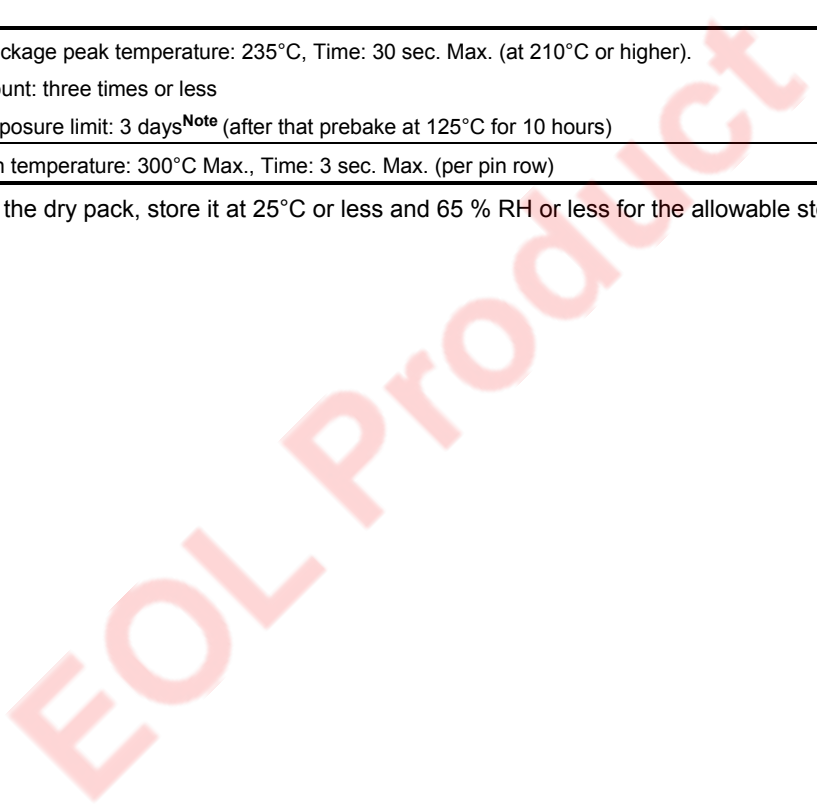 ckage peak temperature: 235°C, Time: 30 sec. Max. (at 210°C or higher).
unt: three times or less
posure limit: 3 daysNote (after that prebake at 125°C for 10 hours)
temperature: 300°C Max., Time: 3 sec. Max. (per pin row)
the dry pack, store it at 25°C or less and 65 % RH or less for the allowable st
EOL Product